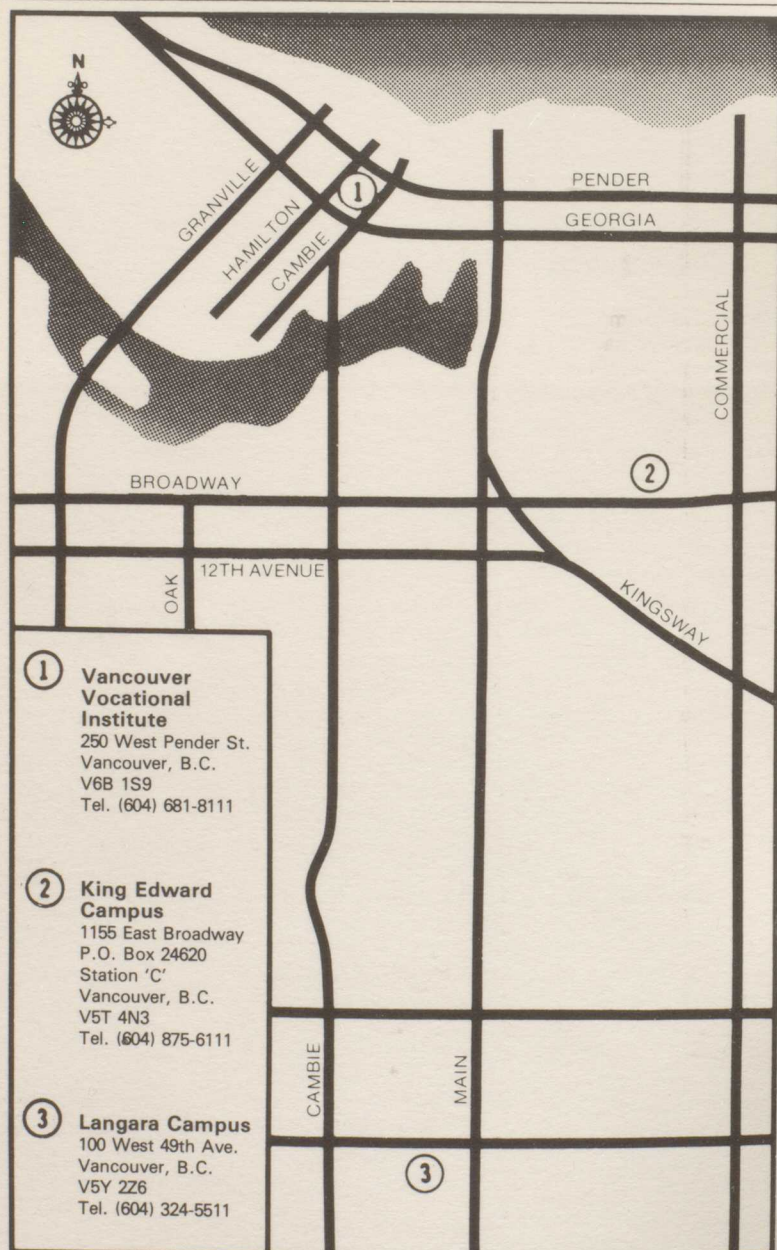 N
GRANVILLE
HAMILTON
CAMBIE
1
PENDER
GEORGIA
COMMERCIAL
BROADWAY
2
12TH AVENUE
OAK
KINGSWAY
1 Vancouver
Vocational
Institute
250 West Pender St.
Vancouver, B.C.
V6B 1S9
Tel. (604) 681-8111
2 King Edward
Campus
1155 East Broadway
P.O. Box 24620
Station 'C'
Vancouver, B.C.
V5T 4N3
Tel. (604) 875-6111
CAMBIE
MAIN
3 Langara Campus
100 West 49th Ave.
Vancouver, B.C.
V5Y 2Z6
Tel. (604) 324-5511
3